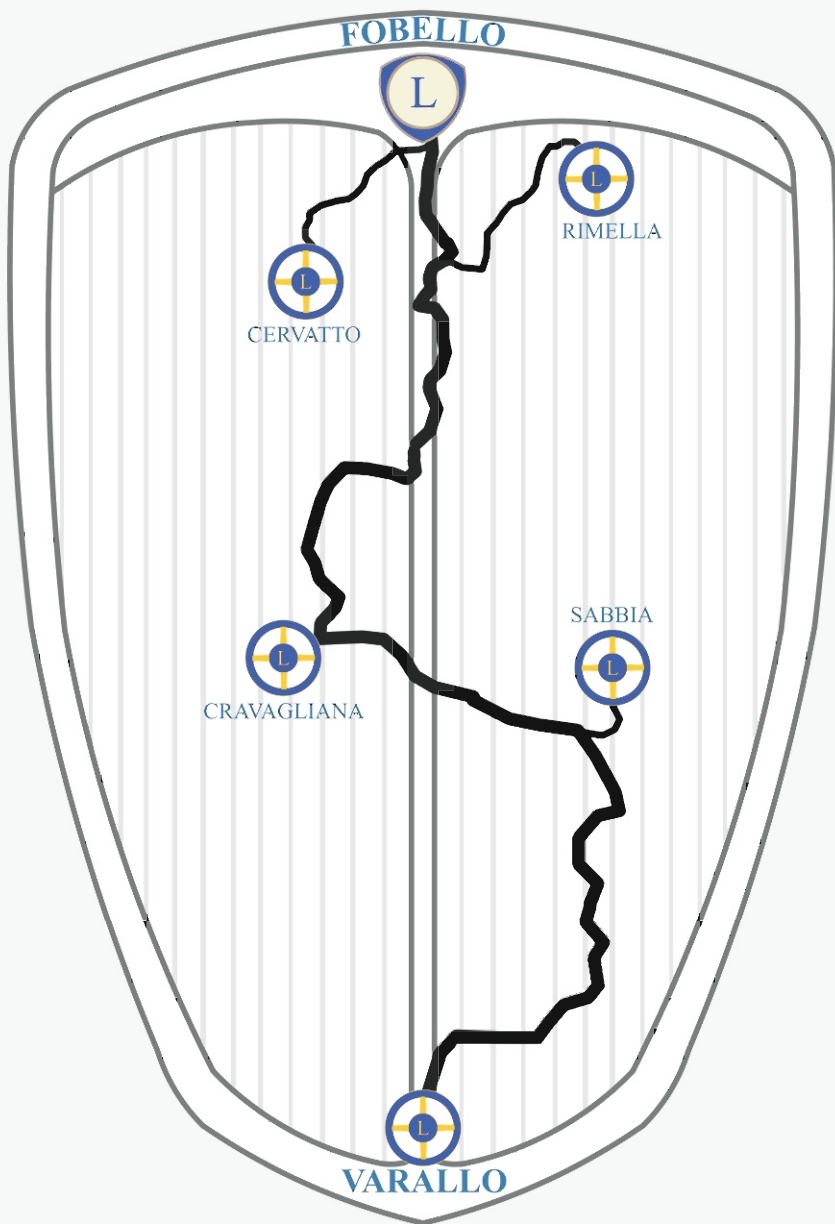 FOBELLO
L
L
RIMELLA
L
CERVATTO
SABBIA
L
L
CRAVAGLIANA
L
VARALLO